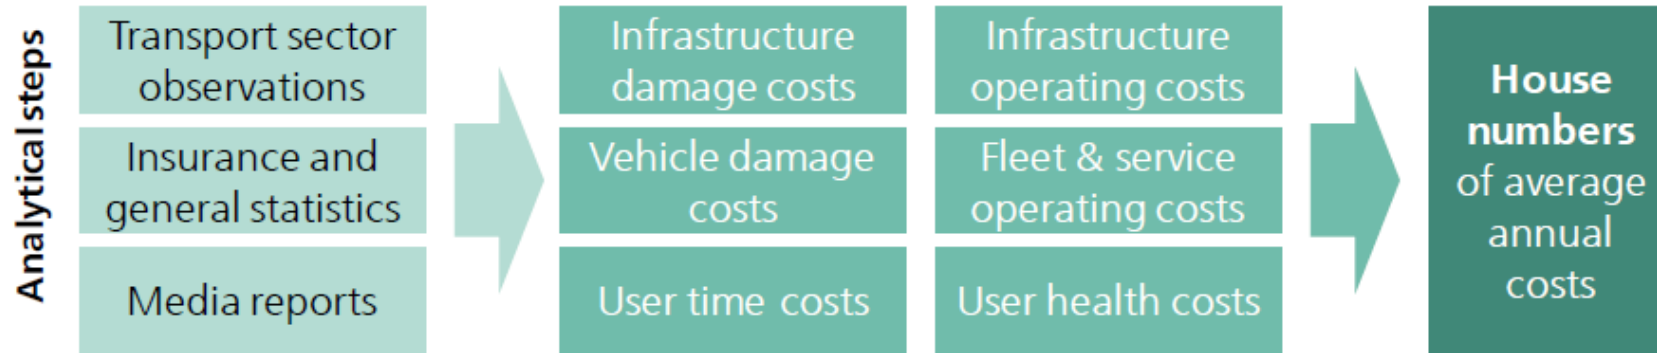 Analytical steps
Transport sector
observations
Insurance and
general statistics
Media reports
Infrastructure
damage costs
Vehicle damage
costs
User time costs
Infrastructure
operating costs
Fleet & service
operating costs
User health costs
House
numbers
of average
annual
costs